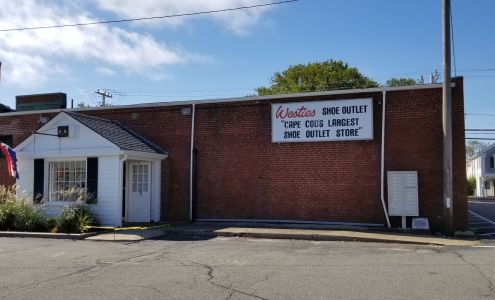 Westies SHOE OUTLET
"CAPE COD'S LARGEST
SHOE OUTLET STORE"